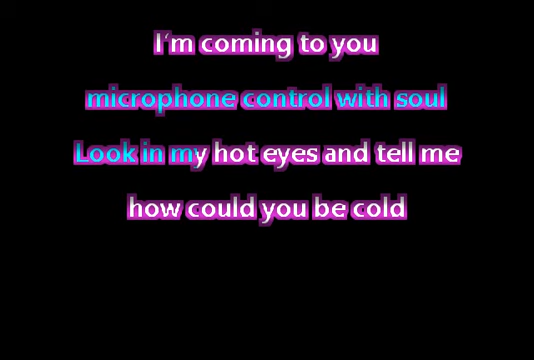 I'm coming to you
microphone control with soul
Look in my hot eyes and tell me
how could you be cold